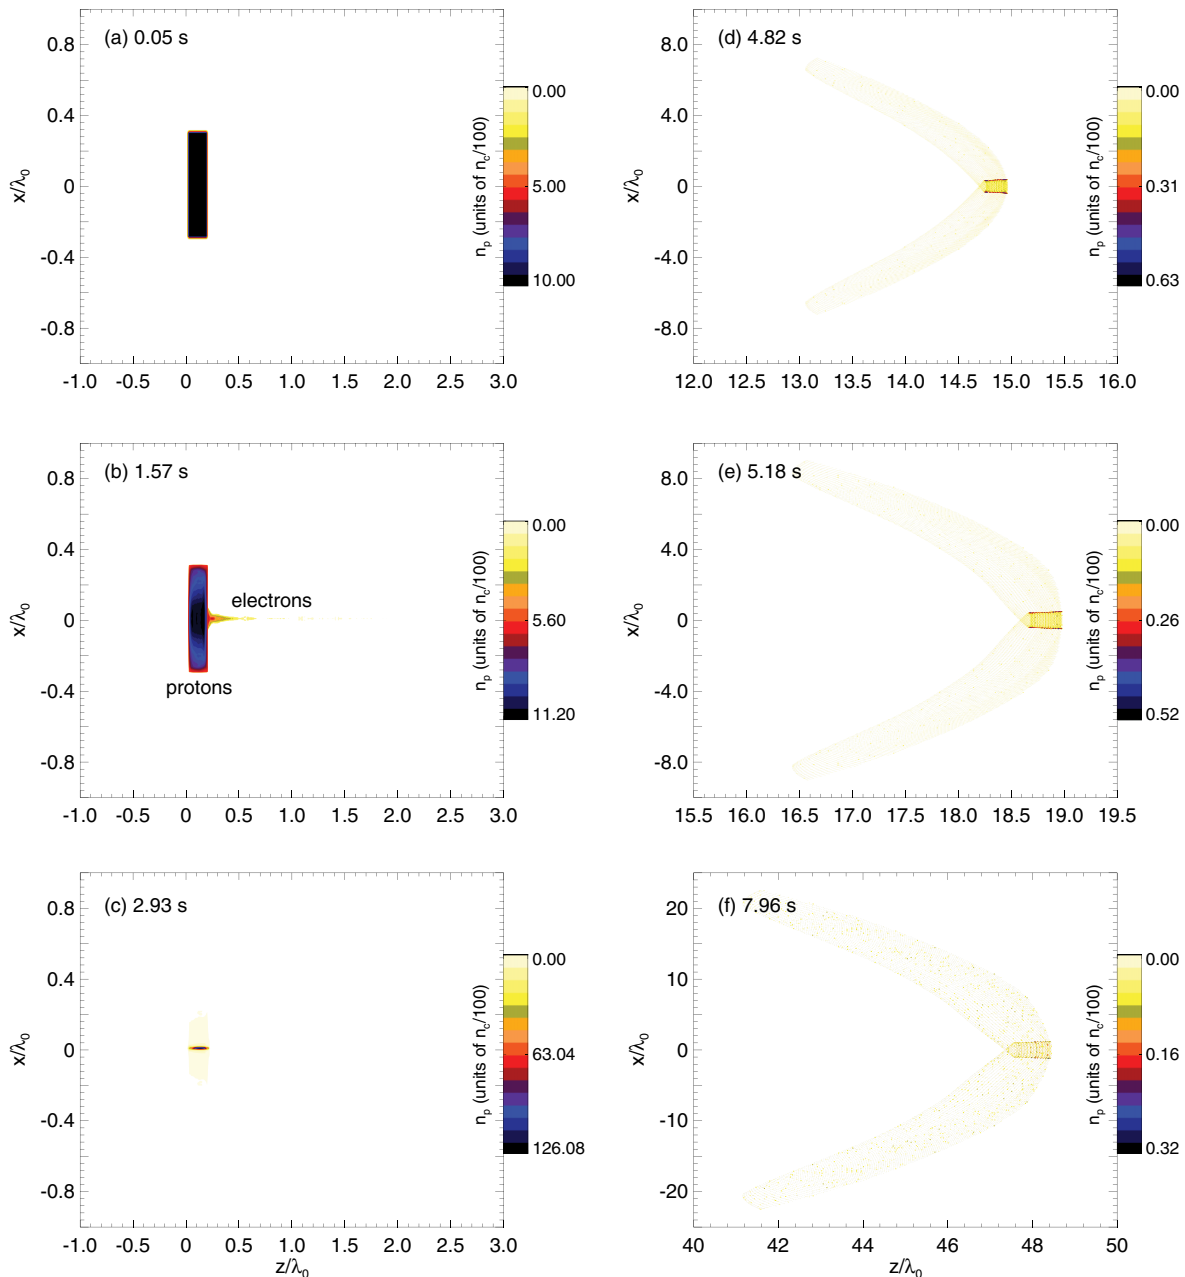 (a) 0.05 s
0.8
0.4
0
-0.4
-0.8
x/λ0
-1.0 -0.5 0 0.5 1.0 1.5 2.0 2.5 3.0
0.00
5.00
10.00
np (units of nc/100)
(d) 4.82 s
8.0
4.0
0
-4.0
-8.0
x/λ0
12.0 12.5 13.0 13.5 14.0 14.5 15.0 15.5 16.0
0.00
0.31
0.63
np (units of nc/100)
(b) 1.57 s
electrons
protons
0.8
0.4
0
-0.4
-0.8
x/λ0
-1.0 -0.5 0 0.5 1.0 1.5 2.0 2.5 3.0
0.00
5.60
11.20
np (units of nc/100)
(e) 5.18 s
8.0
4.0
0
-4.0
-8.0
x/λ0
15.5 16.0 16.5 17.0 17.5 18.0 18.5 19.0 19.5
0.00
0.26
0.52
np (units of nc/100)
(c) 2.93 s
0.8
0.4
0
-0.4
-0.8
x/λ0
-1.0 -0.5 0 0.5 1.0 1.5 2.0 2.5 3.0
z/λ0
0.00
63.04
126.08
np (units of nc/100)
(f) 7.96 s
20
10
0
-10
-20
x/λ0
40 42 44 46 48 50
z/λ0
0.00
0.16
0.32
np (units of nc/100)